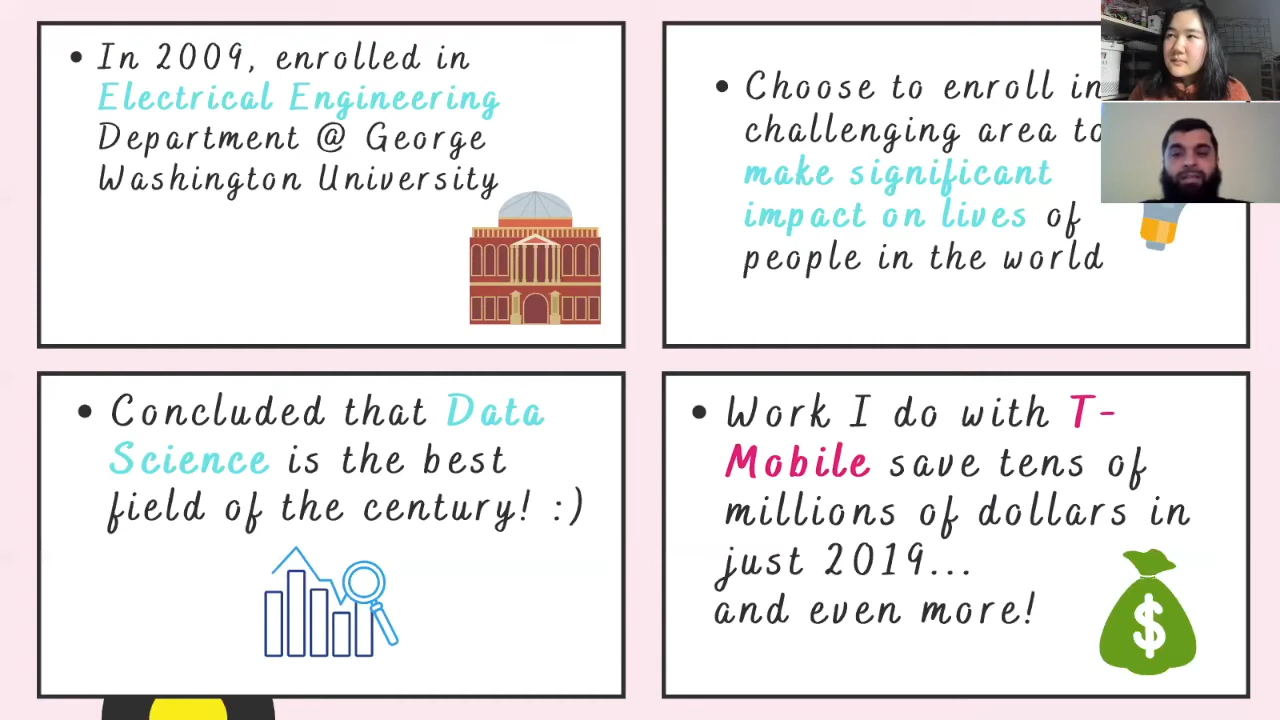 In 2009, enrolled in
Electrical Engineering
Department @ George
Washington University
Choose to enroll in
challenging area to
make significant
impact on lives of
people in the world
Concluded that Data
Science is the best
field of the century! :)
Work I do with T-
Mobile save tens of
millions of dollars in
just 2019...
and even more!
$